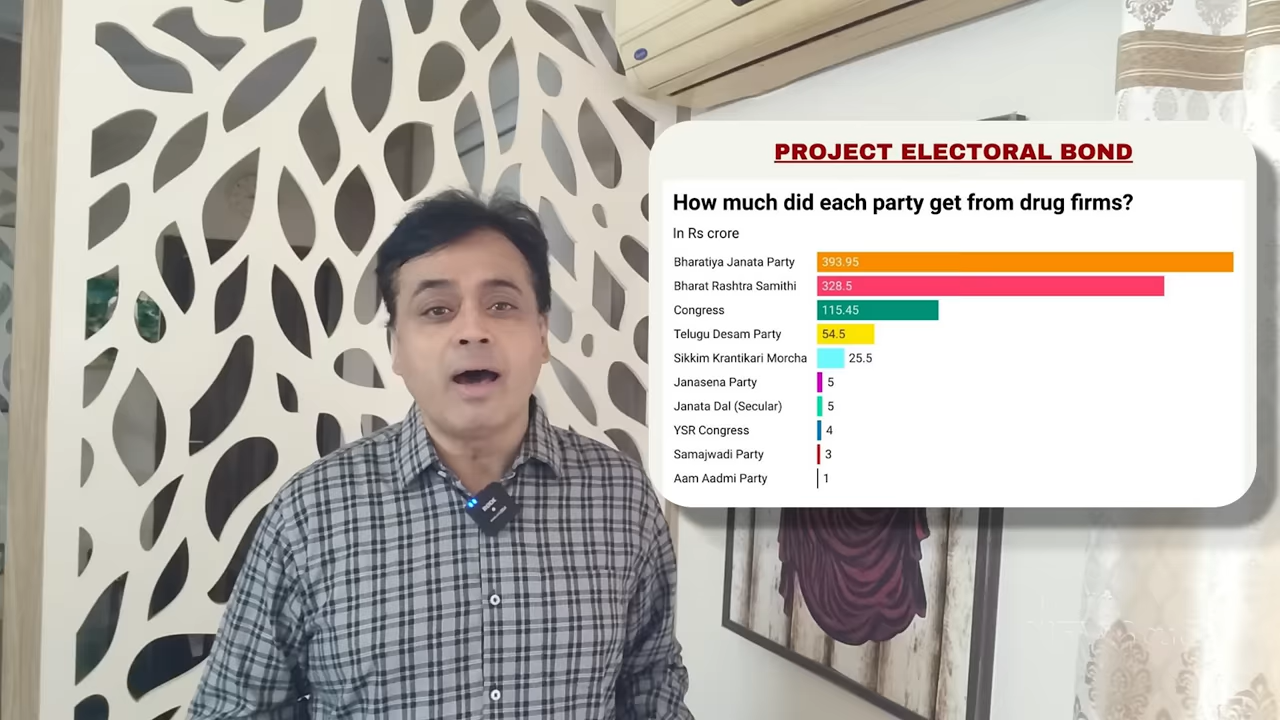 PROJECT ELECTORAL BOND
How much did each party get from drug firms?
In Rs crore
Bharatiya Janata Party 393.95
Bharat Rashtra Samithi 328.5
Congress 115.45
Telugu Desam Party 54.5
Sikkim Krantikari Morcha 25.5
Janasena Party 5
Janata Dal (Secular) 5
YSR Congress 4
Samajwadi Party 3
Aam Aadmi Party 1